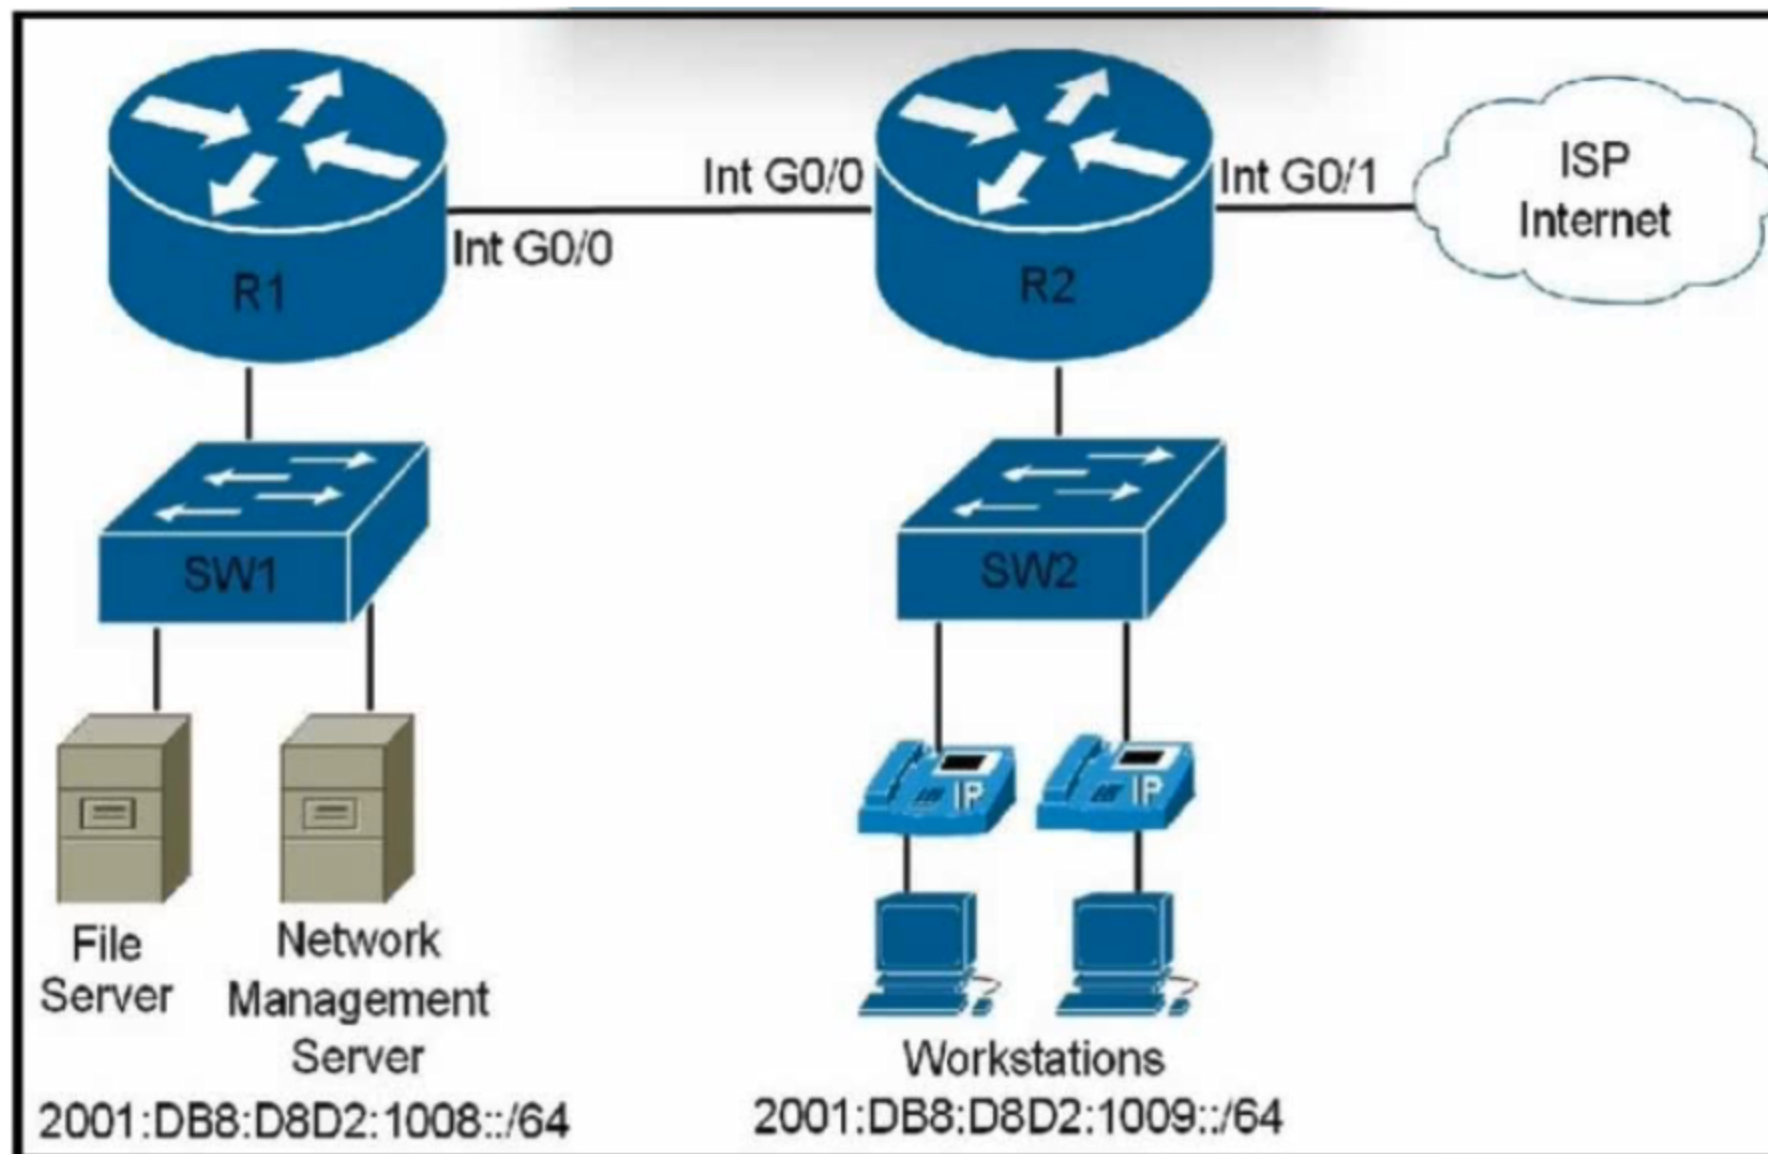 Int G0/0
Int G0/1
ISP
Internet
Int G0/0
R1
R2
SW1
SW2
IP
IP
File
Server
Network
Management
Server
Workstations
2001:DB8:D8D2:1008::/64
2001:DB8:D8D2:1009::/64